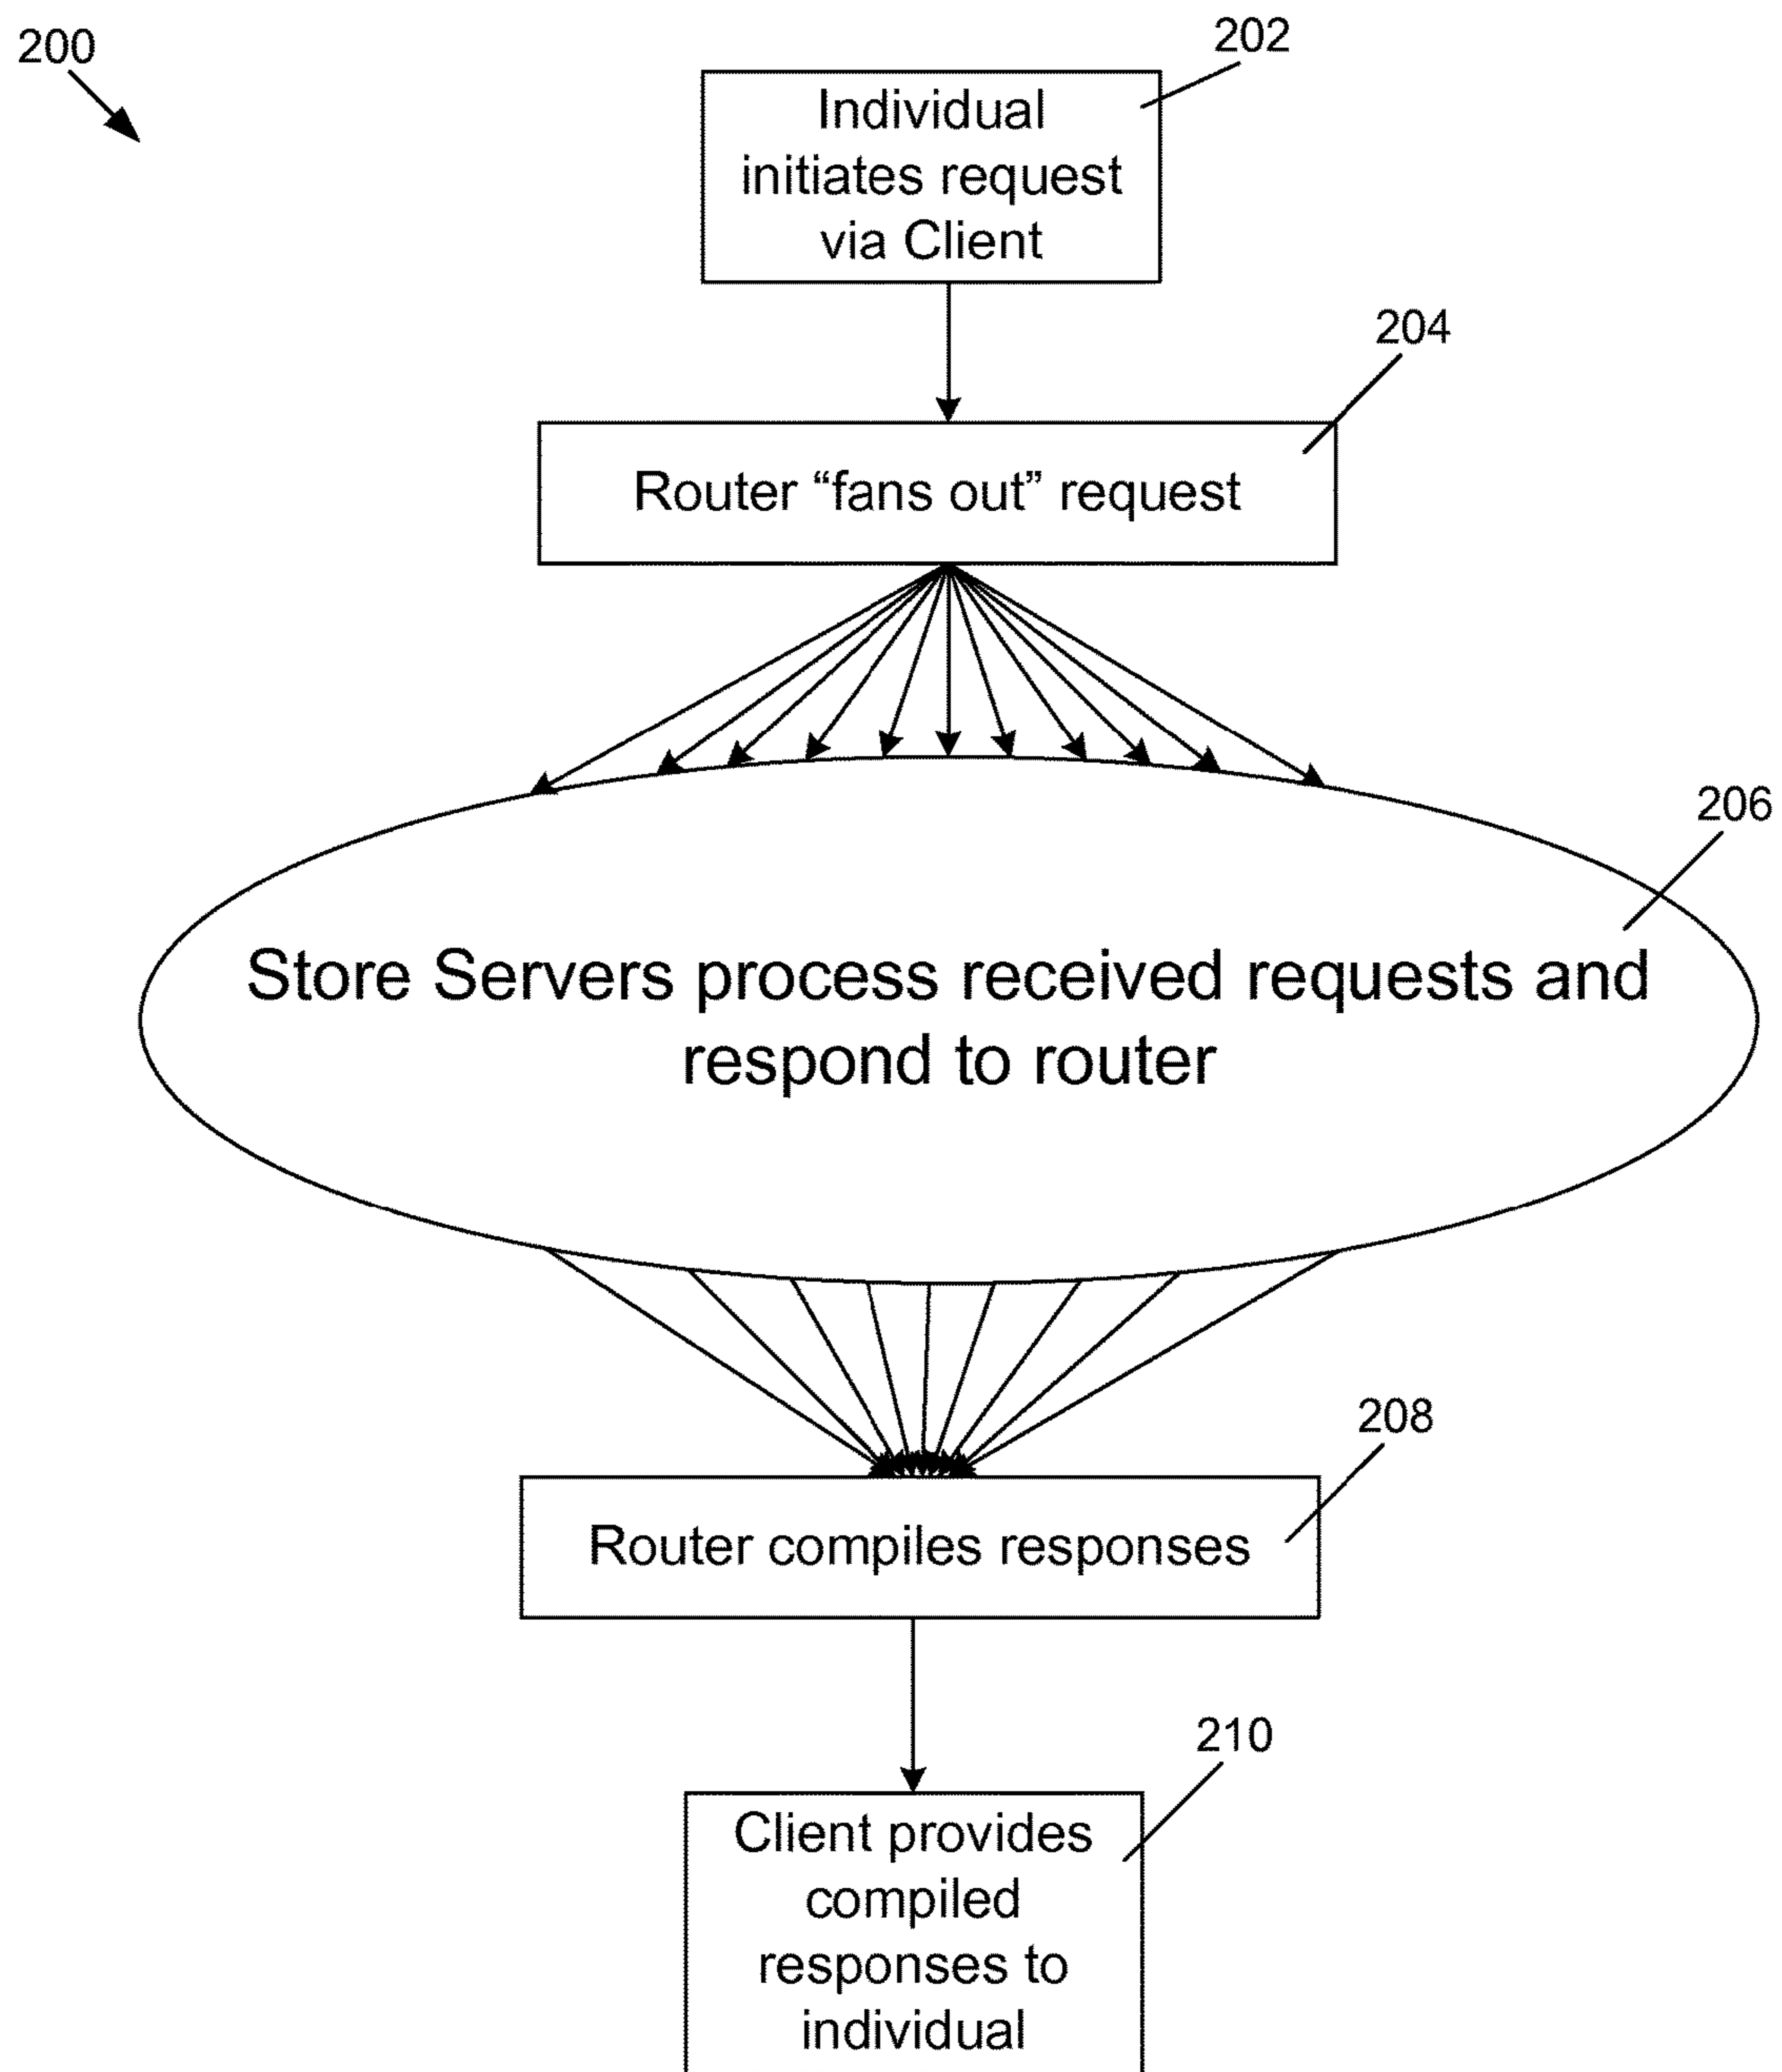 200
202
Individual
initiates request
via Client
204
Router “fans out” request
206
Store Servers process received requests and
respond to router
208
Router compiles responses
210
Client provides
compiled
responses to
individual